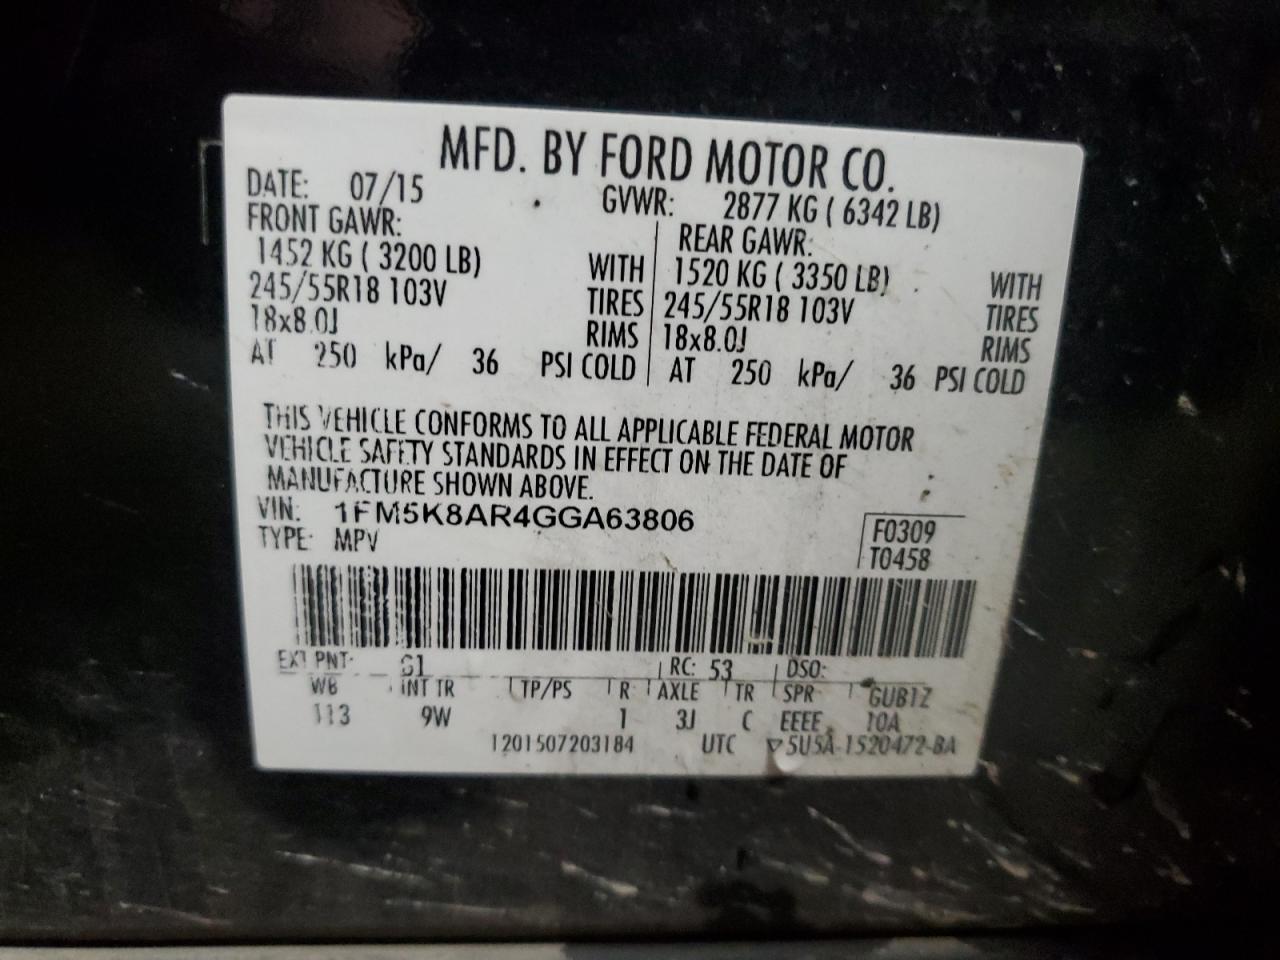 MFD. BY FORD MOTOR CO.
DATE: 07/15 GVWR: 2877 KG ( 6342 LB)
FRONT GAWR: REAR GAWR:
1452 KG ( 3200 LB) WITH 1520 KG ( 3350 LB) WITH
245/55R18 103V TIRES 245/55R18 103V TIRES
18x8.0J RIMS 18x8.0J RIMS
AT 250 kPa/ 36 PSI COLD AT 250 kPa/ 36 PSI COLD
THIS VEHICLE CONFORMS TO ALL APPLICABLE FEDERAL MOTOR
VEHICLE SAFETY STANDARDS IN EFFECT ON THE DATE OF
MANUFACTURE SHOWN ABOVE.
VIN: 1FM5K8AR4GGA63806
TYPE: MPV
F0309
T0458
EXT PNT: G1 RC: 53 DSO:
WB INT TR TP/PS R AXLE TR SPR GUB1Z
113 9W 1 3J C EEEE 10A
1201507203184 UTC ▽5U5A-1520472-BA